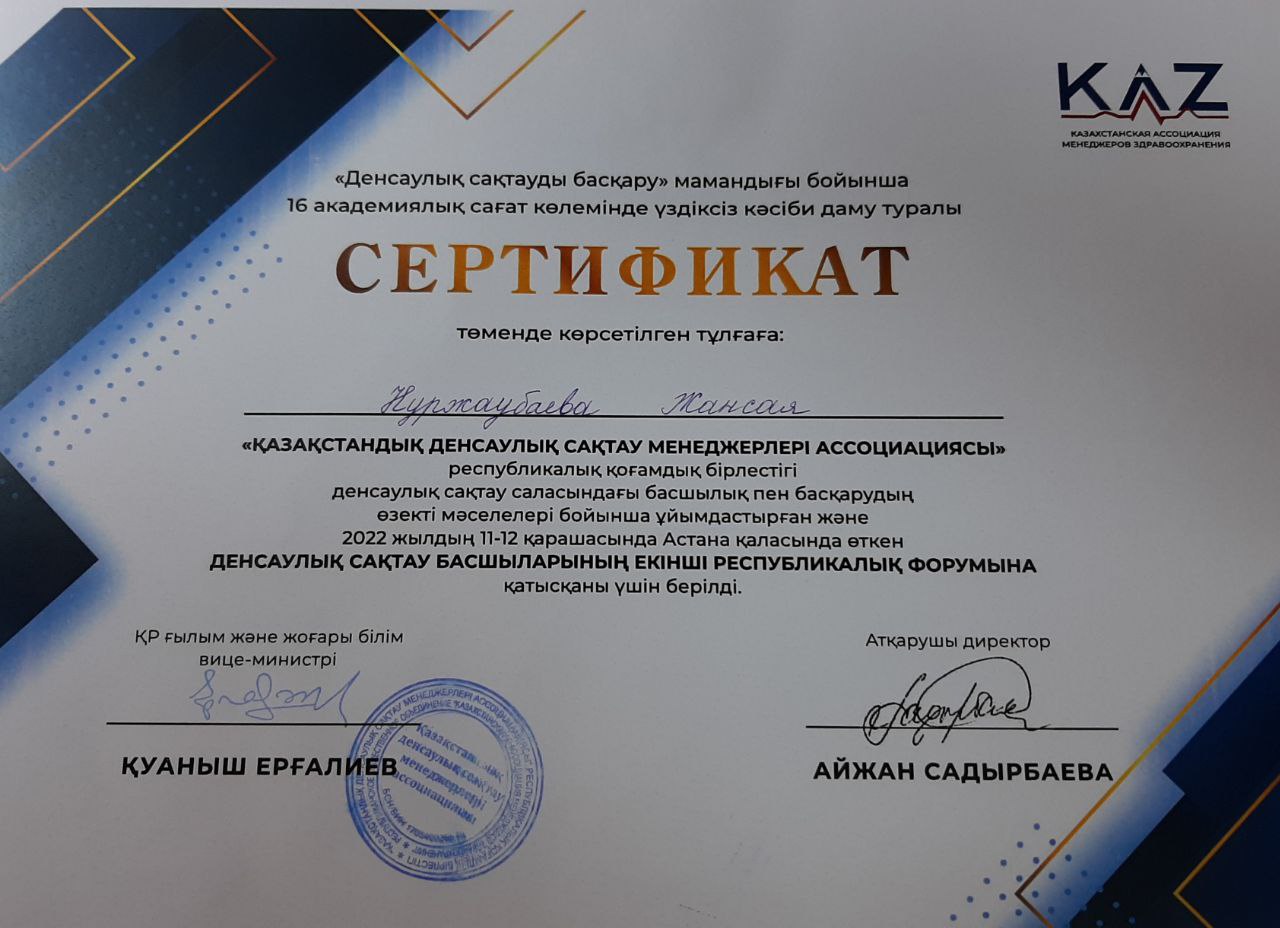 KAZ
КАЗАХСТАНСКАЯ АССОЦИАЦИЯ
МЕНЕДЖЕРОВ ЗДРАВООХРАНЕНИЯ
«Денсаулық сақтауды басқару» мамандығы бойынша
16 академиялық сағат көлемінде үздіксіз кәсіби даму туралы
СЕРТИФИКАТ
төменде көрсетілген тұлғаға:
Нуржаубаева Жансая
«ҚАЗАҚСТАНДЫҚ ДЕНСАУЛЫҚ САҚТАУ МЕНЕДЖЕРЛЕРІ АССОЦИАЦИЯСЫ»
республикалық қоғамдық бірлестігі
денсаулық сақтау саласындағы басшылық пен басқарудың
өзекті мәселелері бойынша ұйымдастырған және
2022 жылдың 11-12 қарашасында Астана қаласында өткен
ДЕНСАУЛЫҚ САҚТАУ БАСШЫЛАРЫНЫҢ ЕКІНШІ РЕСПУБЛИКАЛЫҚ ФОРУМЫНА
қатысқаны үшін берілді.
ҚР ғылым және жоғары білім
вице-министрі
ҚУАНЫШ ЕРҒАЛИЕВ
Атқарушы директор
АЙЖАН САДЫРБАЕВА
Қазақстандық
денсаулық сақтау
менеджерлері
ассоциациясы